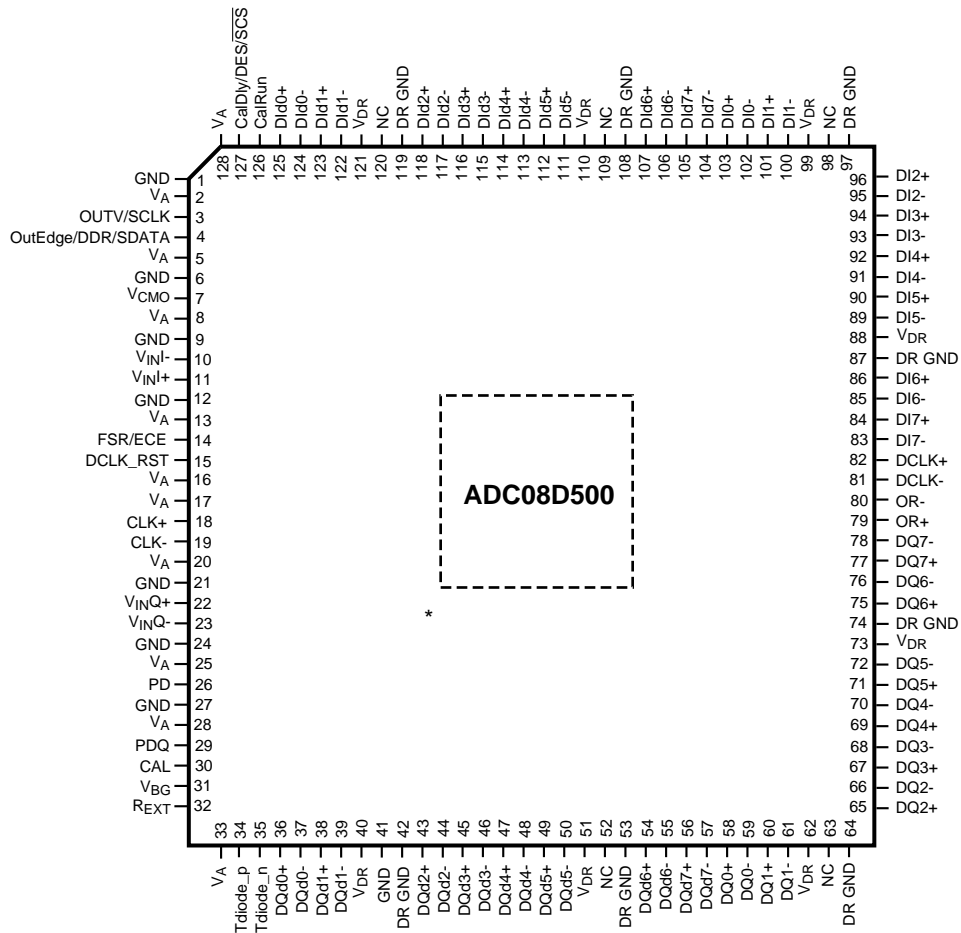 VA
CalDly/DES/SCS
CalRun
DId0+
DId0-
DId1+
DId1-
VDR
NC
DR GND
DId2+
DId2-
DId3+
DId3-
DId4+
DId4-
DId5+
DId5-
VDR
NC
DR GND
DId6+
DId6-
DId7+
DId7-
DI0+
DI0-
DI1+
DI1-
VDR
NC
DR GND
128
127
126
125
124
123
122
121
120
119
118
117
116
115
114
113
112
111
110
109
108
107
106
105
104
103
102
101
100
99
98
97
GND 1
VA 2
OUTV/SCLK 3
OutEdge/DDR/SDATA 4
VA 5
GND 6
VCMO 7
VA 8
GND 9
VINI- 10
VINI+ 11
GND 12
VA 13
FSR/ECE 14
DCLK_RST 15
VA 16
VA 17
CLK+ 18
CLK- 19
VA 20
GND 21
VINQ+ 22
VINQ- 23
GND 24
VA 25
PD 26
GND 27
VA 28
PDQ 29
CAL 30
VBG 31
REXT 32
ADC08D500
*
96 DI2+
95 DI2-
94 DI3+
93 DI3-
92 DI4+
91 DI4-
90 DI5+
89 DI5-
88 VDR
87 DR GND
86 DI6+
85 DI6-
84 DI7+
83 DI7-
82 DCLK+
81 DCLK-
80 OR-
79 OR+
78 DQ7-
77 DQ7+
76 DQ6-
75 DQ6+
74 DR GND
73 VDR
72 DQ5-
71 DQ5+
70 DQ4-
69 DQ4+
68 DQ3-
67 DQ3+
66 DQ2-
65 DQ2+
33
34
35
36
37
38
39
40
41
42
43
44
45
46
47
48
49
50
51
52
53
54
55
56
57
58
59
60
61
62
63
64
VA
Tdiode_p
Tdiode_n
DQd0+
DQd0-
DQd1+
DQd1-
VDR
GND
DR GND
DQd2+
DQd2-
DQd3+
DQd3-
DQd4+
DQd4-
DQd5+
DQd5-
VDR
NC
DR GND
DQd6+
DQd6-
DQd7+
DQd7-
DQ0+
DQ0-
DQ1+
DQ1-
VDR
NC
DR GND